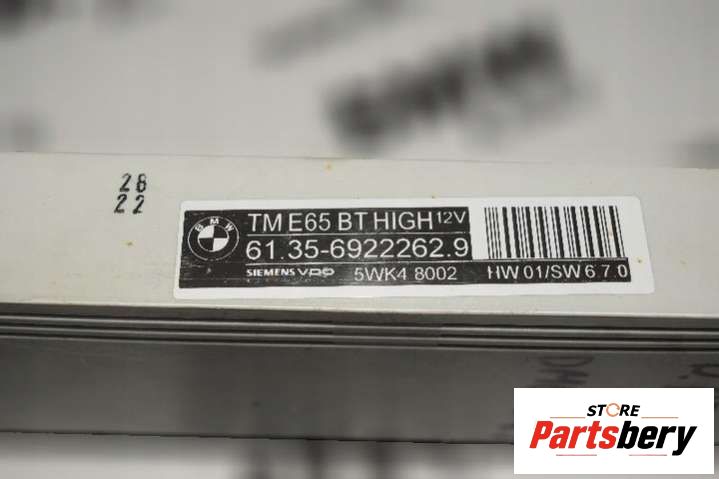 28
22
BMW
TM E65 BT HIGH 12V
61.35-6922262.9
SIEMENS VDO 5WK4 8002
HW 01/SW 6.7.0
STORE
Partsbery